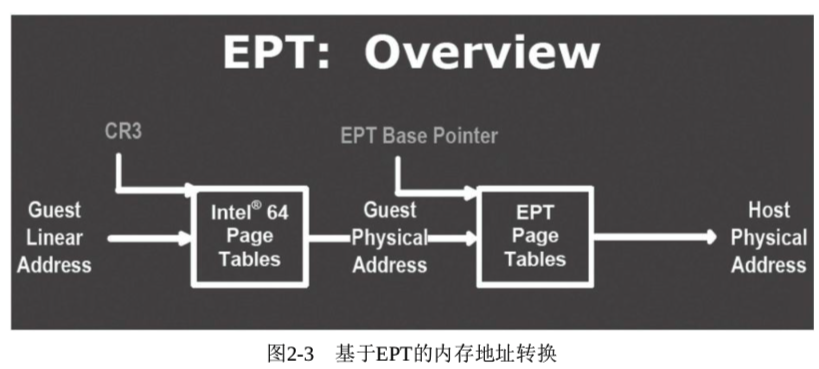 EPT: Overview
CR3
EPT Base Pointer
Guest
Linear
Address
Intel® 64
Page
Tables
Guest
Physical
Address
EPT
Page
Tables
Host
Physical
Address
图2-3 基于EPT的内存地址转换